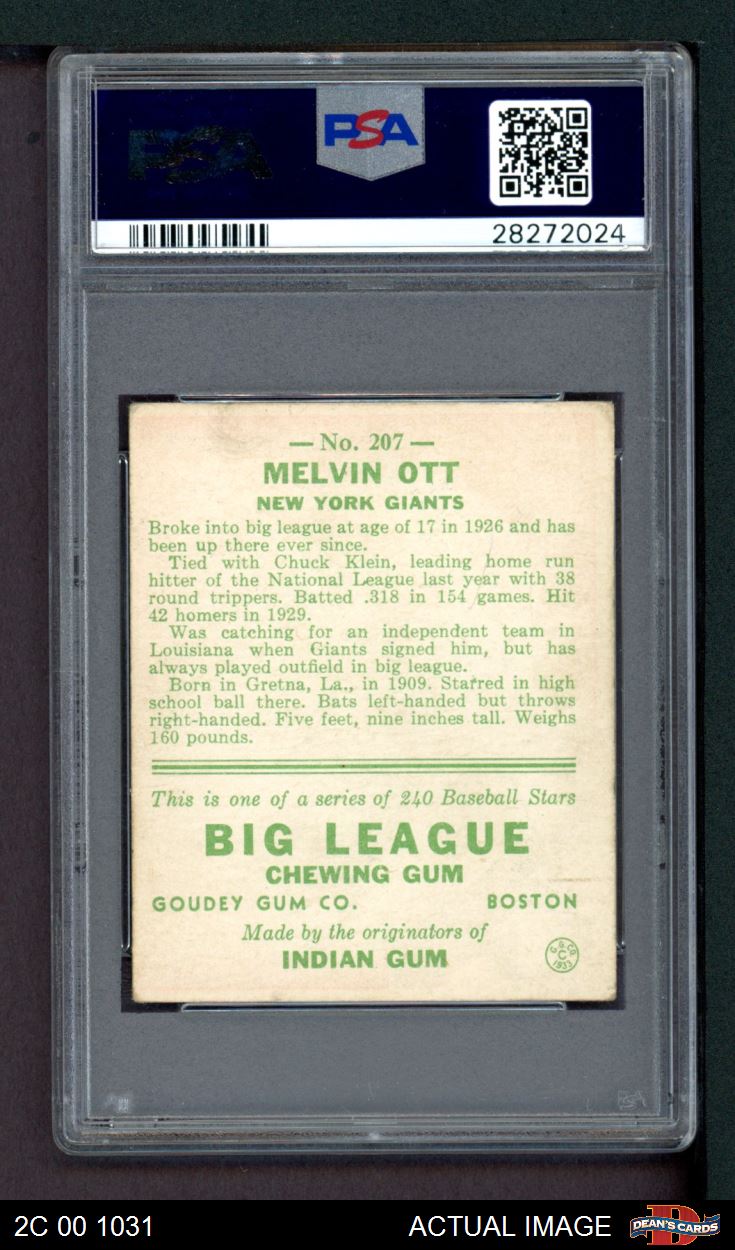 PSA
PSA
28272024
— No. 207 —
MELVIN OTT
NEW YORK GIANTS
Broke into big league at age of 17 in 1926 and has
been up there ever since.
Tied with Chuck Klein, leading home run
hitter of the National League last year with 38
round trippers. Batted .318 in 154 games. Hit
42 homers in 1929.
Was catching for an independent team in
Louisiana when Giants signed him, but has
always played outfield in big league.
Born in Gretna, La., in 1909. Starred in high
school ball there. Bats left-handed but throws
right-handed. Five feet, nine inches tall. Weighs
160 pounds.
This is one of a series of 240 Baseball Stars
BIG LEAGUE
CHEWING GUM
GOUDEY GUM CO. BOSTON
Made by the originators of
INDIAN GUM
G.G.CO.
C
1933
PSA
2C 00 1031 ACTUAL IMAGE DEAN'S CARDS